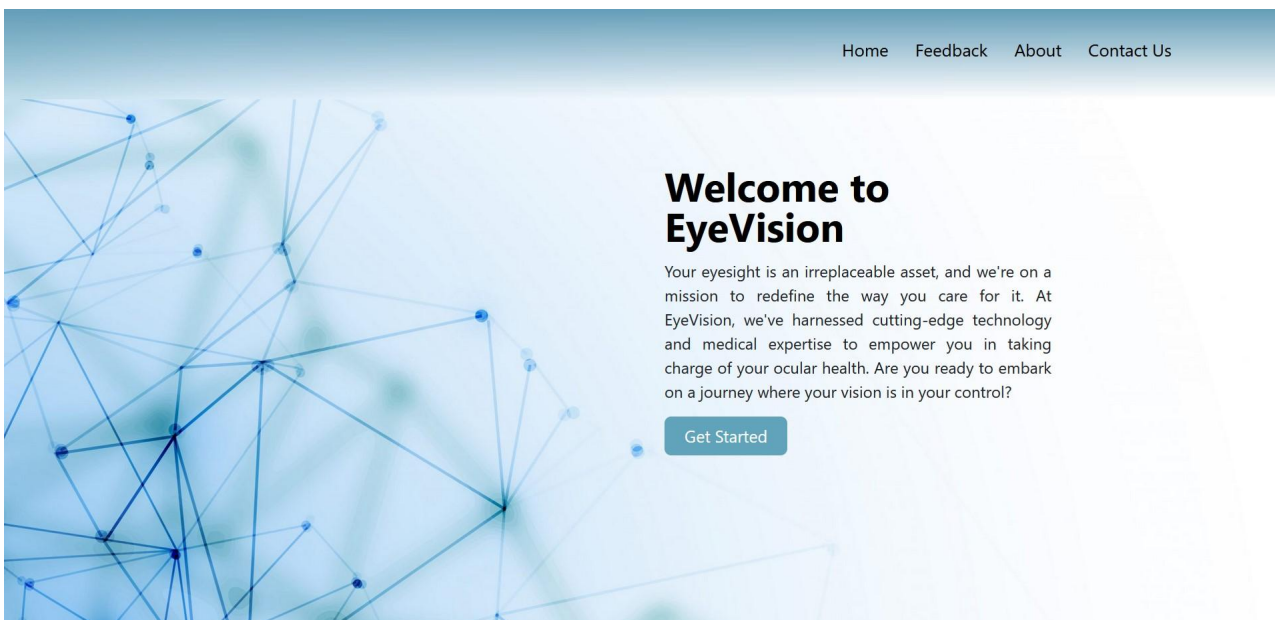 Home Feedback About Contact Us
Welcome to
EyeVision
Your eyesight is an irreplaceable asset, and we're on a
mission to redefine the way you care for it. At
EyeVision, we've harnessed cutting-edge technology
and medical expertise to empower you in taking
charge of your ocular health. Are you ready to embark
on a journey where your vision is in your control?
Get Started